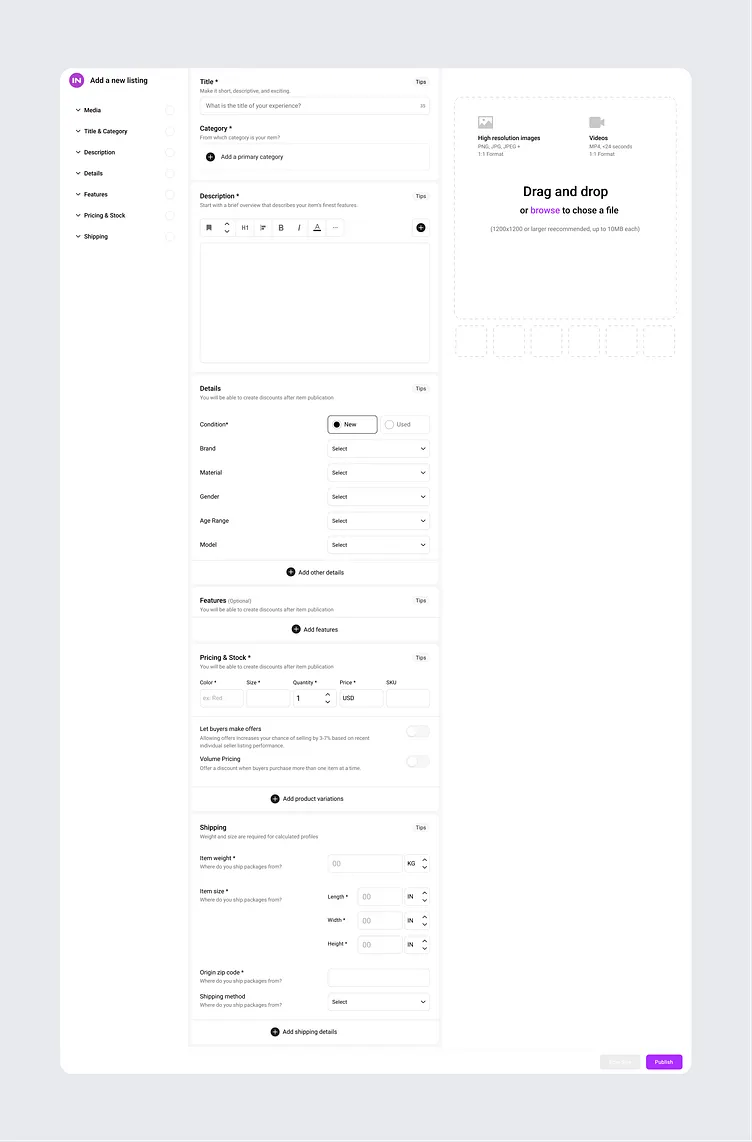 IN
Add a new listing
Media
Title & Category
Description
Details
Features
Pricing & Stock
Shipping
Title *
Tips
Make it short, descriptive, and exciting.
What is the title of your experience?
Category *
From which category is your item?
Add a primary category
Description *
Tips
Start with a brief overview that describes your item's finest features.
H1
B
I
A
Details
Tips
You will be able to create discounts after item publication
Condition*
New
Used
Brand
Select
Material
Select
Gender
Select
Age Range
Select
Model
Select
Add other details
Features (Optional)
Tips
You will be able to create discounts after item publication
Add features
Pricing & Stock *
Tips
You will be able to create discounts after item publication
Color *
Size *
Quantity *
Price *
SKU
ex: Red
1
USD
Let buyers make offers
Allowing offers increases your chance of selling by 3-7% based on recent
individual seller listing performance.
Volume Pricing
Offer a discount when buyers purchase more than one item at a time.
Add product variations
Shipping
Tips
Weight and size are required for calculated profiles
Item weight *
Where do you ship packages from?
00
KG
Item size *
Where do you ship packages from?
Length *
00
IN
Width *
00
IN
Height *
00
IN
Origin zip code *
Where do you ship packages from?
Shipping method
Where do you ship packages from?
Select
Add shipping details
High resolution images
PNG, JPG, JPEG *
1:1 Format
Videos
MP4, <24 seconds
1:1 Format
Drag and drop
or browse to chose a file
(1200x1200 or larger reecommended, up to 10MB each)
Publish